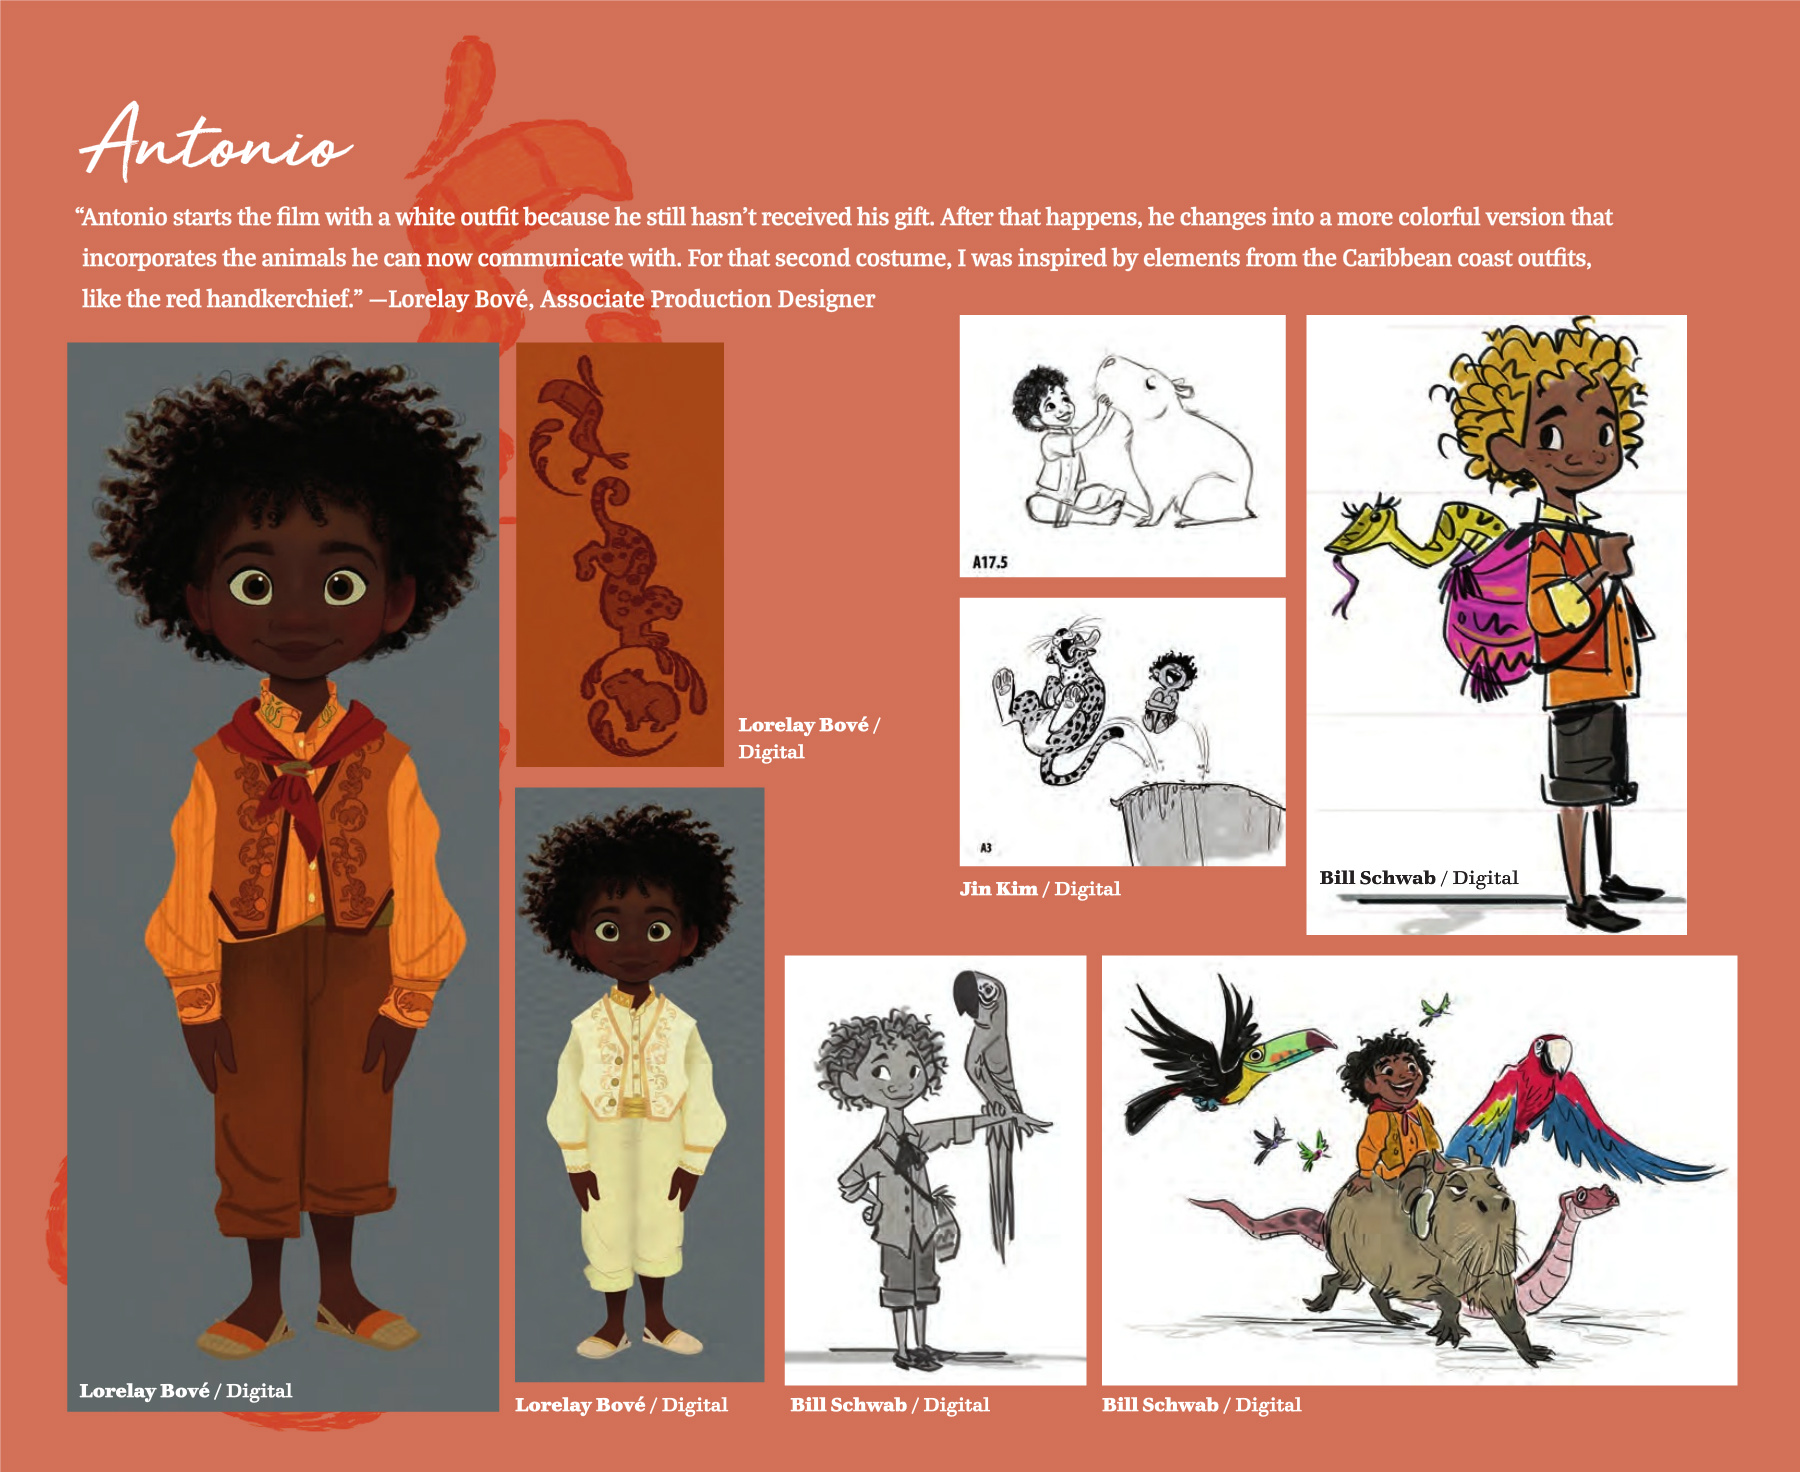 Antonio
“Antonio starts the film with a white outfit because he still hasn’t received his gift. After that happens, he changes into a more colorful version that
incorporates the animals he can now communicate with. For that second costume, I was inspired by elements from the Caribbean coast outfits,
like the red handkerchief.” —Lorelay Bové, Associate Production Designer
A17.5
Lorelay Bové /
Digital
A3
Jin Kim / Digital
Bill Schwab / Digital
Lorelay Bové / Digital
Lorelay Bové / Digital
Bill Schwab / Digital
Bill Schwab / Digital